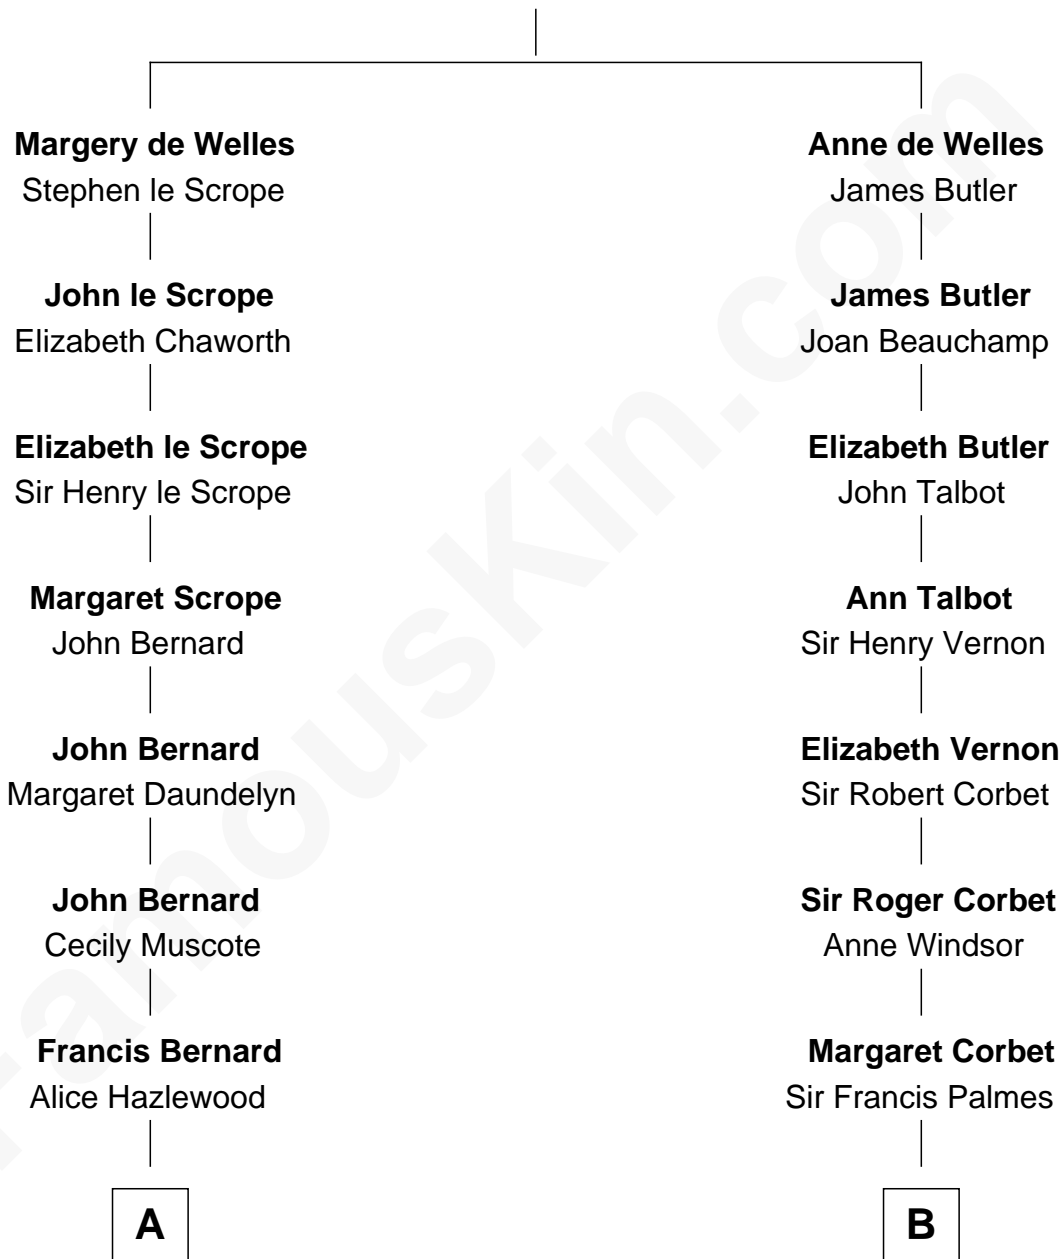 Margery de Welles
Stephen le Scrope
John le Scrope
Elizabeth Chaworth
Elizabeth le Scrope
Sir Henry le Scrope
Margaret Scrope
John Bernard
John Bernard
Margaret Daundelyn
John Bernard
Cecily Muscote
Francis Bernard
Alice Hazlewood
A
Anne de Welles
James Butler
James Butler
Joan Beauchamp
Elizabeth Butler
John Talbot
Ann Talbot
Sir Henry Vernon
Elizabeth Vernon
Sir Robert Corbet
Sir Roger Corbet
Anne Windsor
Margaret Corbet
Sir Francis Palmes
B
FamousKin.com